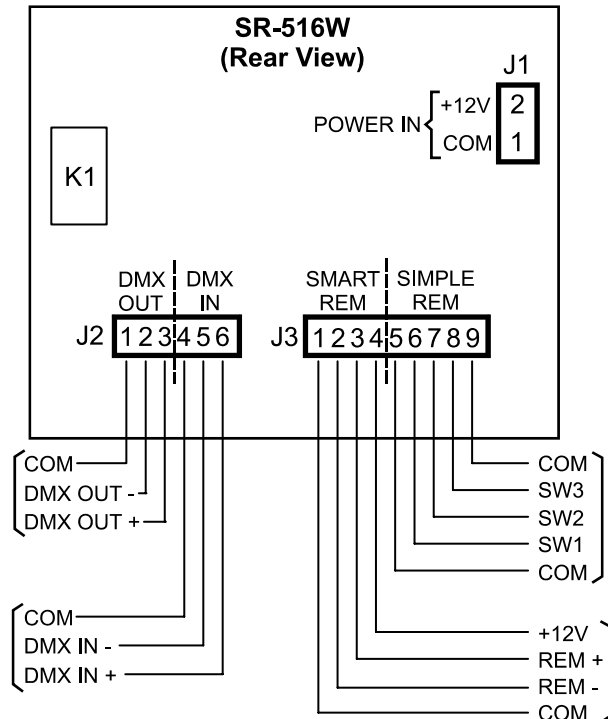 SR-516W
(Rear View)
J1
POWER IN
+12V 2
COM 1
K1
DMX OUT
DMX IN
SMART REM
SIMPLE REM
J2 1 2 3 4 5 6
J3 1 2 3 4 5 6 7 8 9
COM
DMX OUT -
DMX OUT +
COM
DMX IN -
DMX IN +
COM
SW3
SW2
SW1
COM
+12V
REM +
REM -
COM